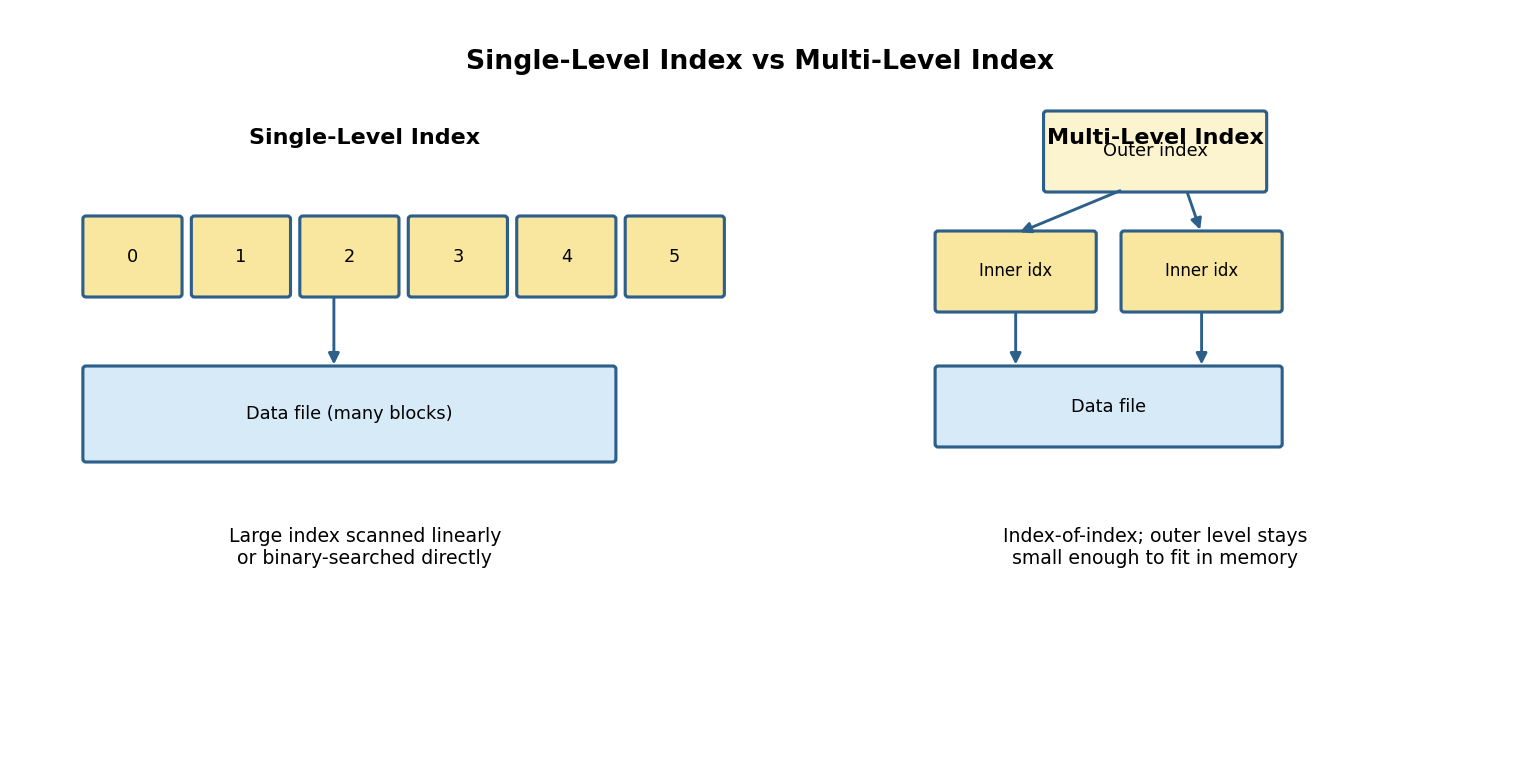 Single-Level Index vs Multi-Level Index
Single-Level Index
0
1
2
3
4
5
Data file (many blocks)
Large index scanned linearly
or binary-searched directly
Multi-Level Index
Outer index
Inner idx
Inner idx
Data file
Index-of-index; outer level stays
small enough to fit in memory